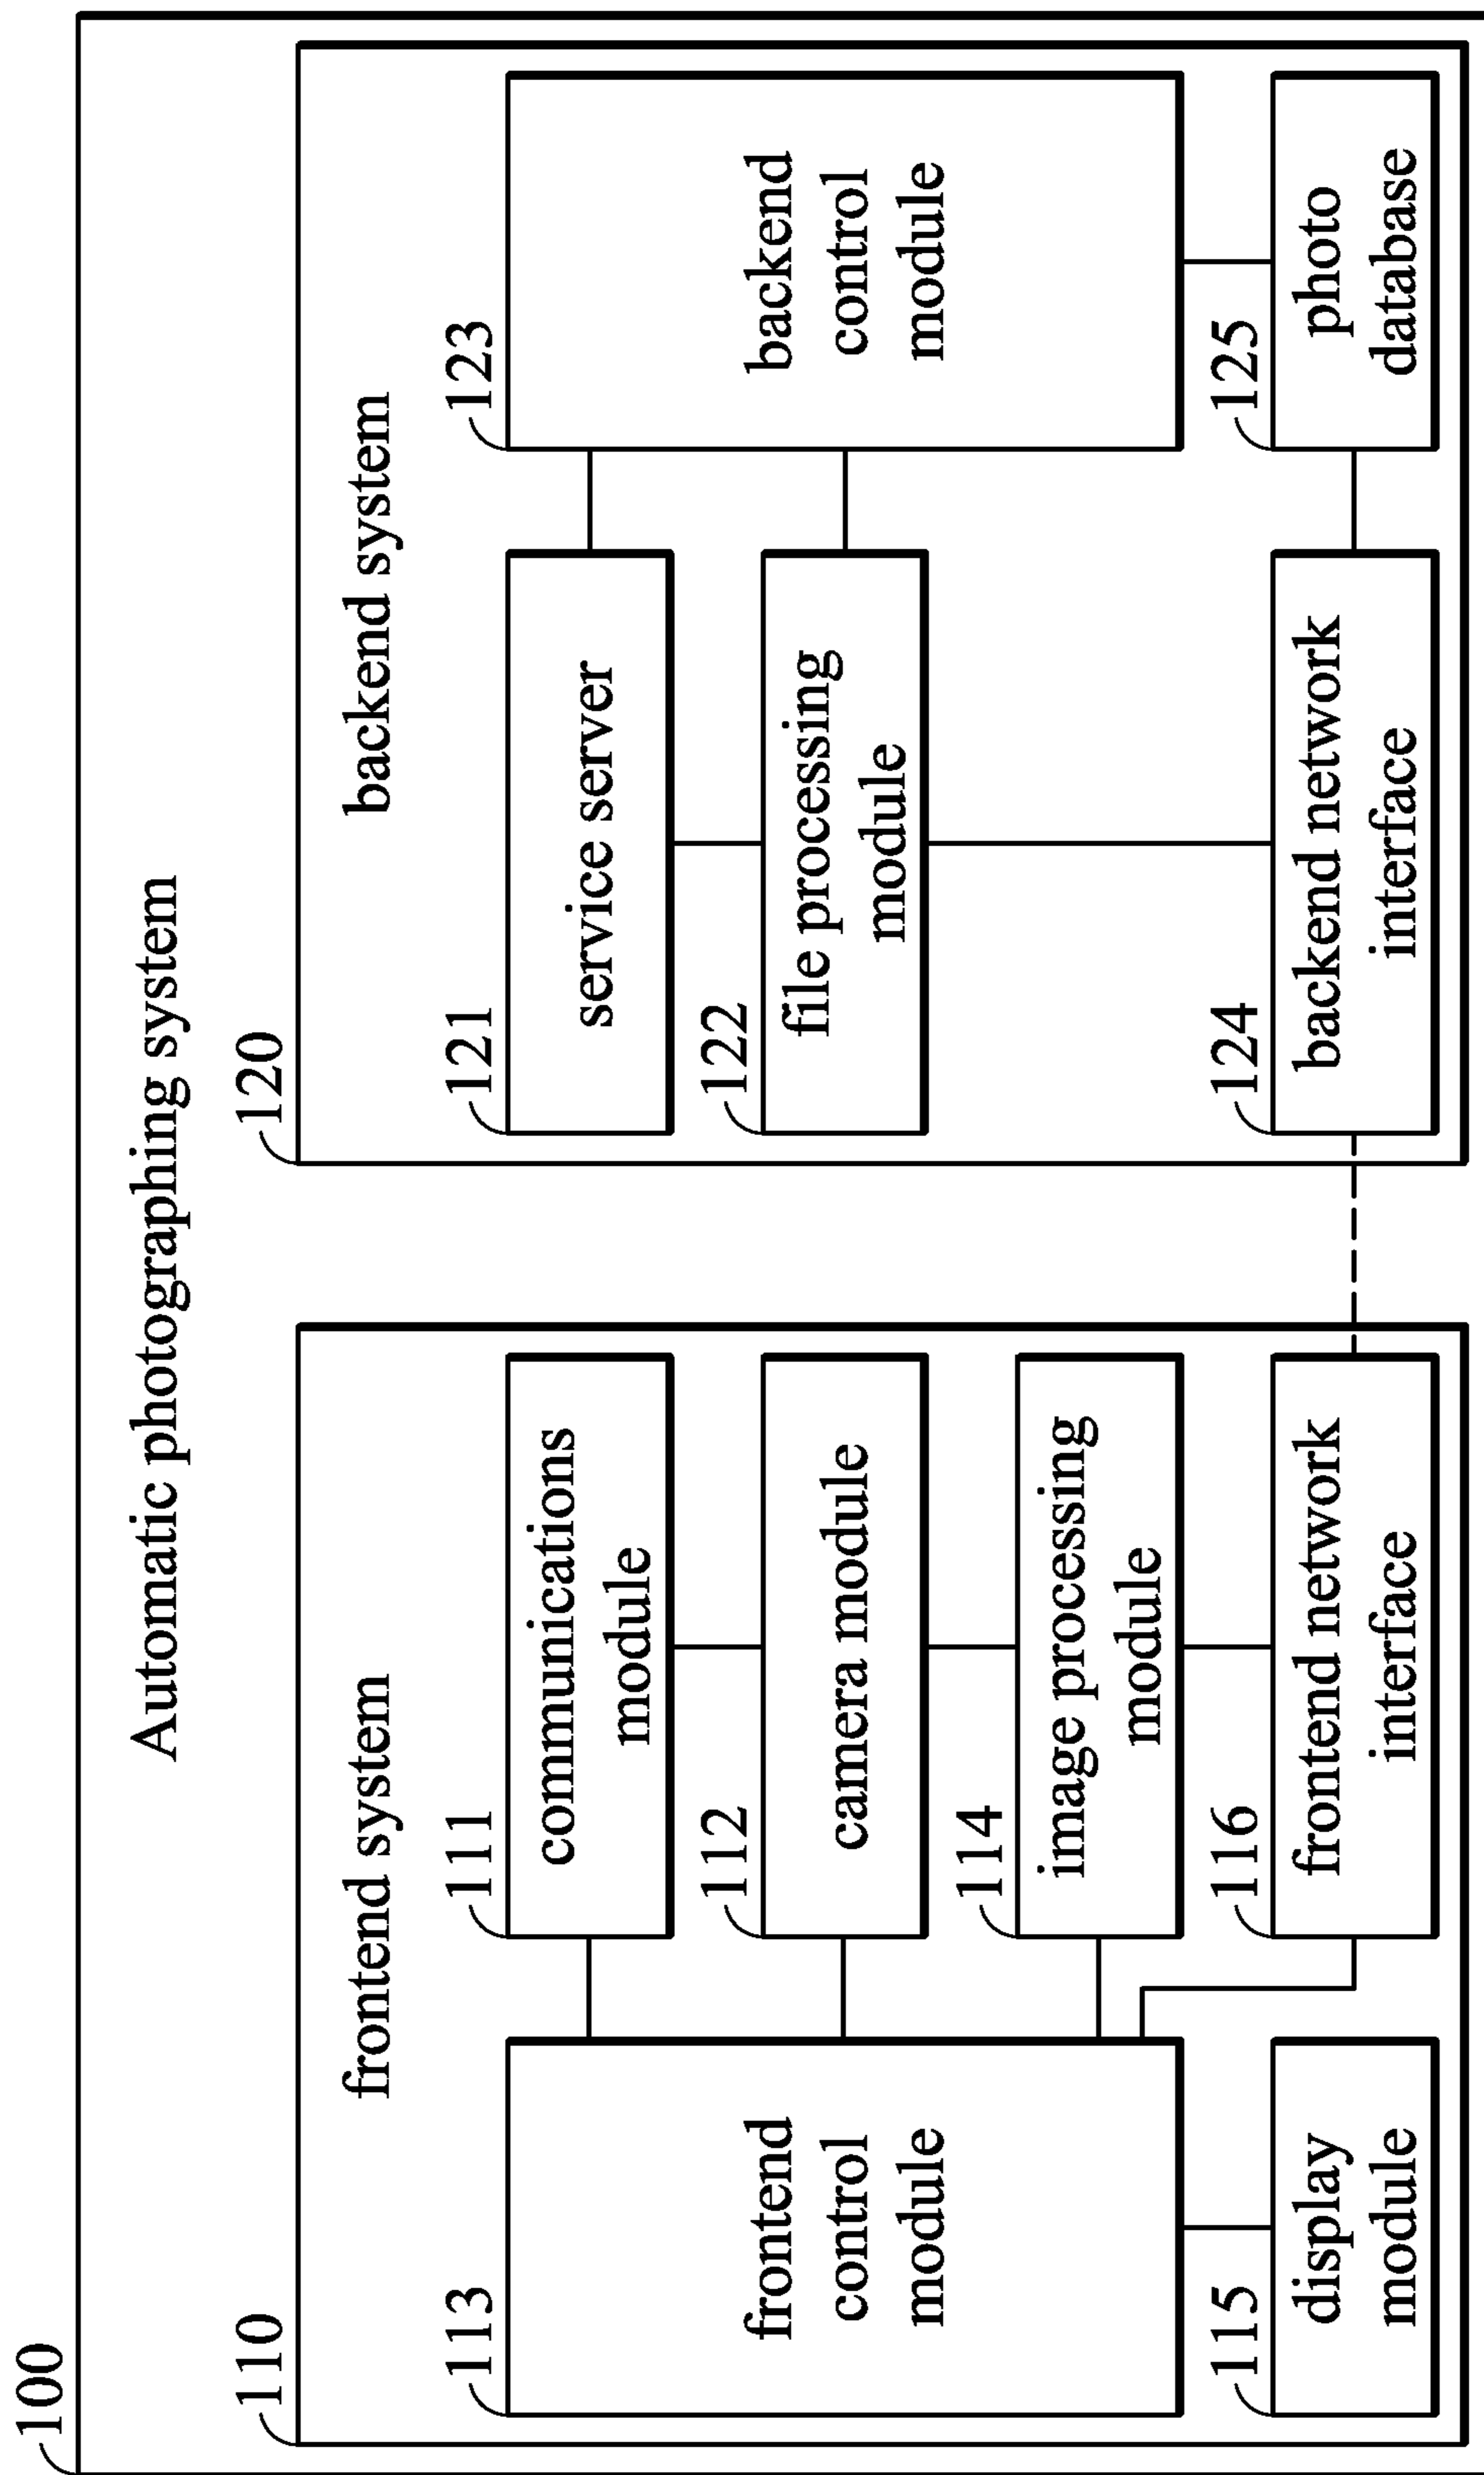 100
Automatic photographing system
110
frontend system
113
frontend
control
module
115
display
module
111
communications
module
112
camera module
114
image processing
module
116
frontend network
interface
120
backend system
121
service server
122
file processing
module
124
backend network
interface
123
backend
control
module
125
photo
database